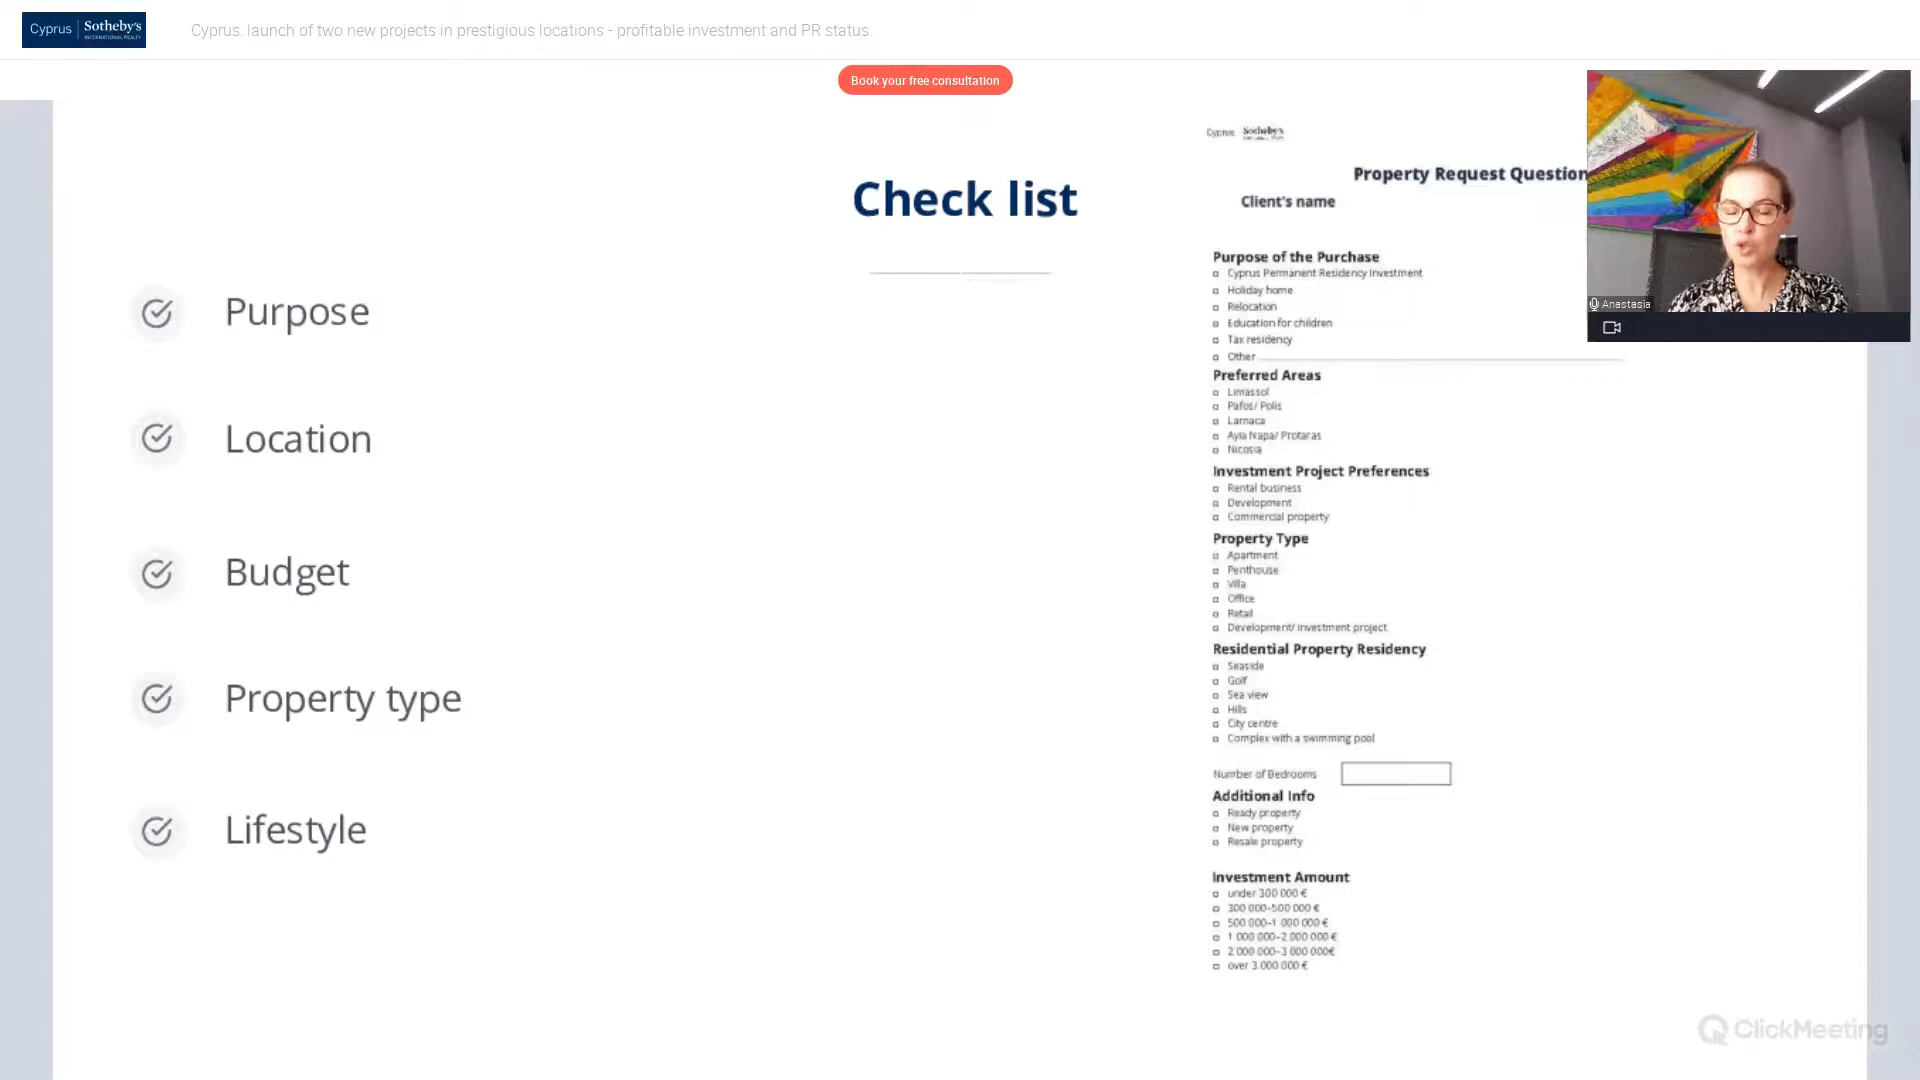 Cyprus Sotheby's
INTERNATIONAL REALTY
Cyprus. launch of two new projects in prestigious locations - profitable investment and PR status.
Book your free consultation
Check list
Purpose
Location
Budget
Property type
Lifestyle
Cyprus Sotheby's
Property Request Question
Client's name
Purpose of the Purchase
Cyprus Permanent Residency Investment
Holiday home
Relocation
Education for children
Tax residency
Other
Preferred Areas
Limassol
Pafos/ Polis
Larnaca
Ayia Napa/ Protaras
Nicosia
Investment Project Preferences
Rental business
Development
Commercial property
Property Type
Apartment
Penthouse
Villa
Office
Retail
Development/ investment project
Residential Property Residency
Seaside
Golf
Sea view
Hills
City centre
Complex with a swimming pool
Number of Bedrooms
Additional Info
Ready property
New property
Resale property
Investment Amount
under 300 000 €
300 000–500 000 €
500 000–1 000 000 €
1 000 000–2 000 000 €
2 000 000–3 000 000€
over 3.000 000 €
Anastasia
ClickMeeting